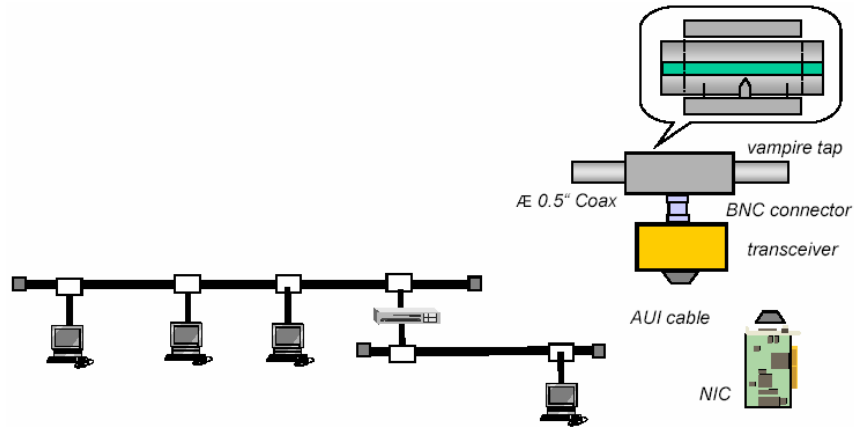 vampire tap
Æ 0.5“ Coax
BNC connector
transceiver
AUI cable
NIC